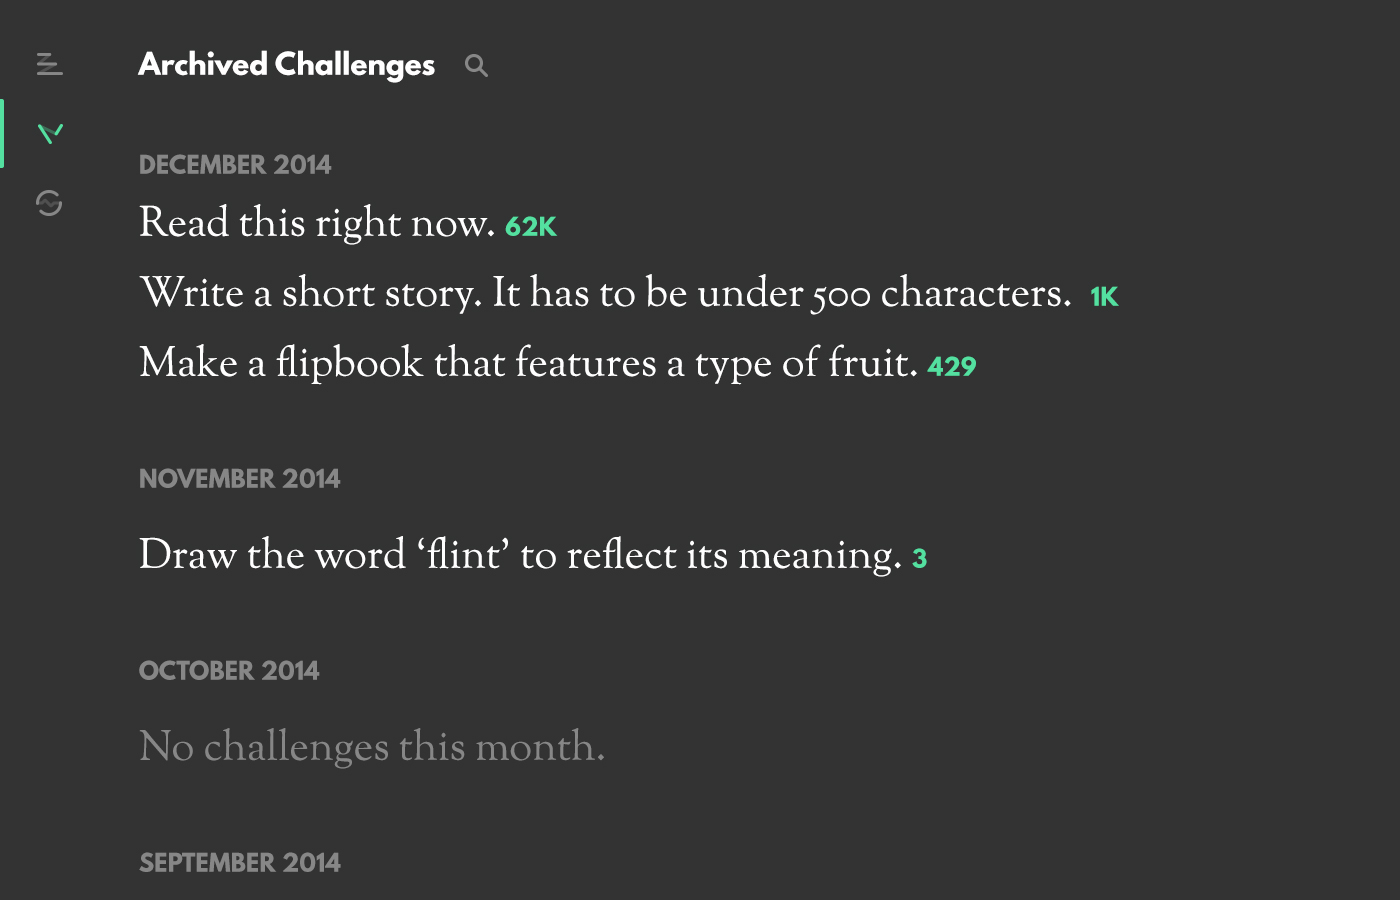 Archived Challenges
DECEMBER 2014
Read this right now. 62K
Write a short story. It has to be under 500 characters. 1K
Make a flipbook that features a type of fruit. 429
NOVEMBER 2014
Draw the word ‘flint’ to reflect its meaning. 3
OCTOBER 2014
No challenges this month.
SEPTEMBER 2014